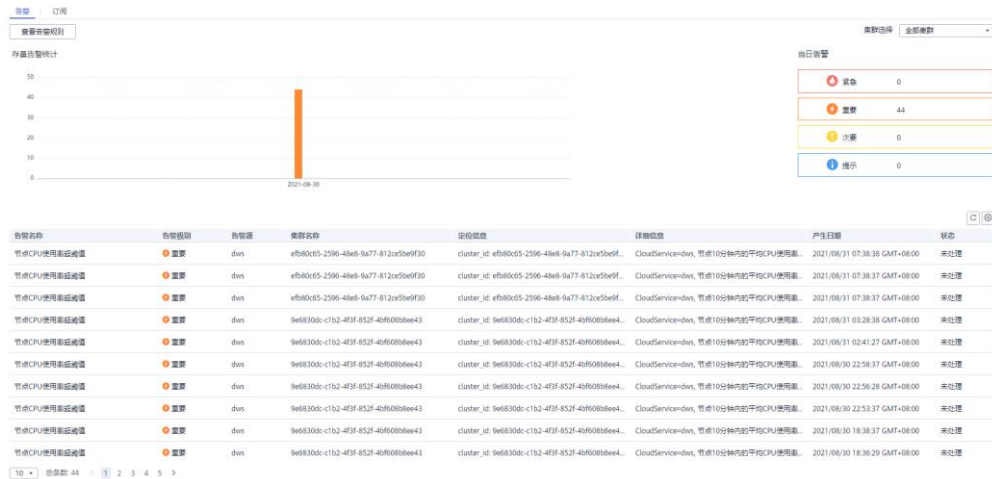 告警 订阅
查看告警规则 集群选择 全部集群
存量告警统计 当日告警
50
40
30
20
10
0
2021-08-30
紧急 0
重要 44
次要 0
提示 0
告警名称 告警级别 告警源 集群名称 定位信息 详细信息 产生日期 状态
节点CPU使用率超阈值 重要 dws efb80c65-2596-48e8-9a77-812ce5be9f30 cluster_id: efb80c65-2596-48e8-9a77-812ce5be9f... CloudService=dws, 节点10分钟内的平均CPU使用率... 2021/08/31 07:38:38 GMT+08:00 未处理
节点CPU使用率超阈值 重要 dws efb80c65-2596-48e8-9a77-812ce5be9f30 cluster_id: efb80c65-2596-48e8-9a77-812ce5be9f... CloudService=dws, 节点10分钟内的平均CPU使用率... 2021/08/31 07:38:37 GMT+08:00 未处理
节点CPU使用率超阈值 重要 dws efb80c65-2596-48e8-9a77-812ce5be9f30 cluster_id: efb80c65-2596-48e8-9a77-812ce5be9f... CloudService=dws, 节点10分钟内的平均CPU使用率... 2021/08/31 07:38:37 GMT+08:00 未处理
节点CPU使用率超阈值 重要 dws 9e6830dc-c1b2-4f3f-852f-4bf608b8ee43 cluster_id: 9e6830dc-c1b2-4f3f-852f-4bf608b8ee4... CloudService=dws, 节点10分钟内的平均CPU使用率... 2021/08/31 03:28:38 GMT+08:00 未处理
节点CPU使用率超阈值 重要 dws 9e6830dc-c1b2-4f3f-852f-4bf608b8ee43 cluster_id: 9e6830dc-c1b2-4f3f-852f-4bf608b8ee4... CloudService=dws, 节点10分钟内的平均CPU使用率... 2021/08/31 02:41:27 GMT+08:00 未处理
节点CPU使用率超阈值 重要 dws 9e6830dc-c1b2-4f3f-852f-4bf608b8ee43 cluster_id: 9e6830dc-c1b2-4f3f-852f-4bf608b8ee4... CloudService=dws, 节点10分钟内的平均CPU使用率... 2021/08/30 22:58:37 GMT+08:00 未处理
节点CPU使用率超阈值 重要 dws 9e6830dc-c1b2-4f3f-852f-4bf608b8ee43 cluster_id: 9e6830dc-c1b2-4f3f-852f-4bf608b8ee4... CloudService=dws, 节点10分钟内的平均CPU使用率... 2021/08/30 22:56:28 GMT+08:00 未处理
节点CPU使用率超阈值 重要 dws 9e6830dc-c1b2-4f3f-852f-4bf608b8ee43 cluster_id: 9e6830dc-c1b2-4f3f-852f-4bf608b8ee4... CloudService=dws, 节点10分钟内的平均CPU使用率... 2021/08/30 22:53:37 GMT+08:00 未处理
节点CPU使用率超阈值 重要 dws 9e6830dc-c1b2-4f3f-852f-4bf608b8ee43 cluster_id: 9e6830dc-c1b2-4f3f-852f-4bf608b8ee4... CloudService=dws, 节点10分钟内的平均CPU使用率... 2021/08/30 18:38:37 GMT+08:00 未处理
节点CPU使用率超阈值 重要 dws 9e6830dc-c1b2-4f3f-852f-4bf608b8ee43 cluster_id: 9e6830dc-c1b2-4f3f-852f-4bf608b8ee4... CloudService=dws, 节点10分钟内的平均CPU使用率... 2021/08/30 18:36:29 GMT+08:00 未处理
10 总条数: 44 < 1 2 3 4 5 >